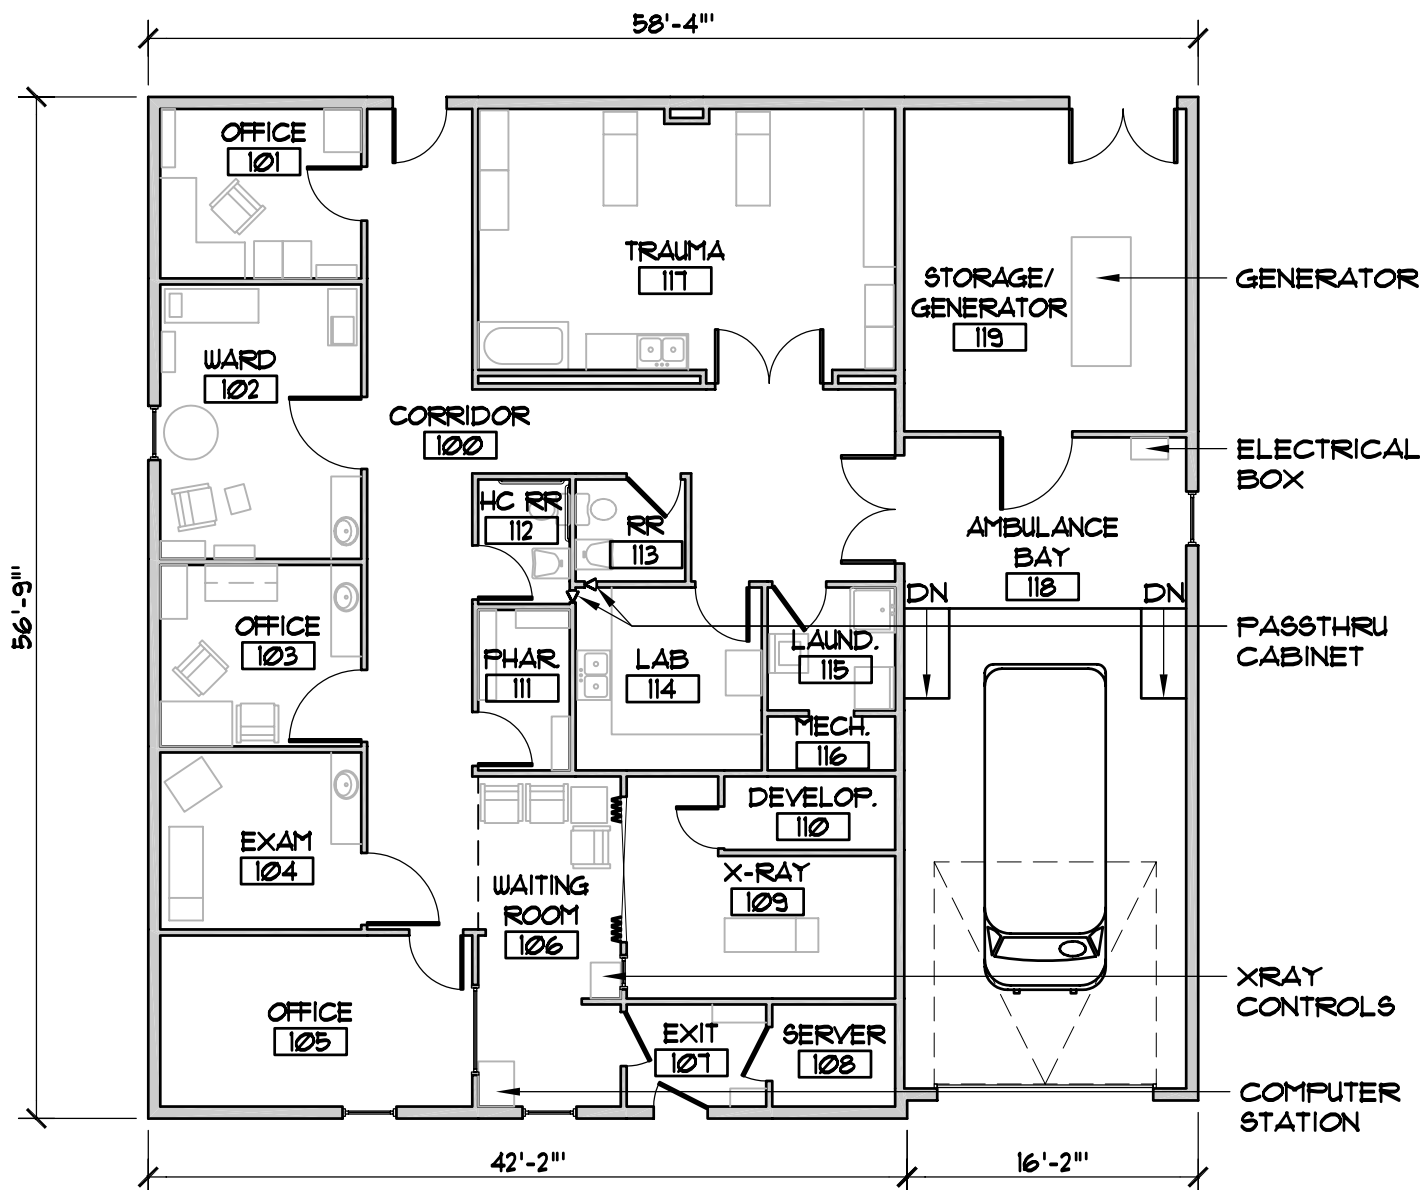 58'-4"'
OFFICE
101
TRAUMA
117
STORAGE/
GENERATOR
119
GENERATOR
WARD
102
CORRIDOR
100
ELECTRICAL
BOX
HC RR
112
RR
113
AMBULANCE
BAY
118
DN
DN
56'-9"'
OFFICE
103
PHAR.
111
LAB
114
LAUND.
115
PASSTHRU
CABINET
MECH.
116
DEVELOP.
110
EXAM
104
WAITING
ROOM
106
X-RAY
109
XRAY
CONTROLS
OFFICE
105
EXIT
107
SERVER
108
COMPUTER
STATION
42'-2"'
16'-2"'